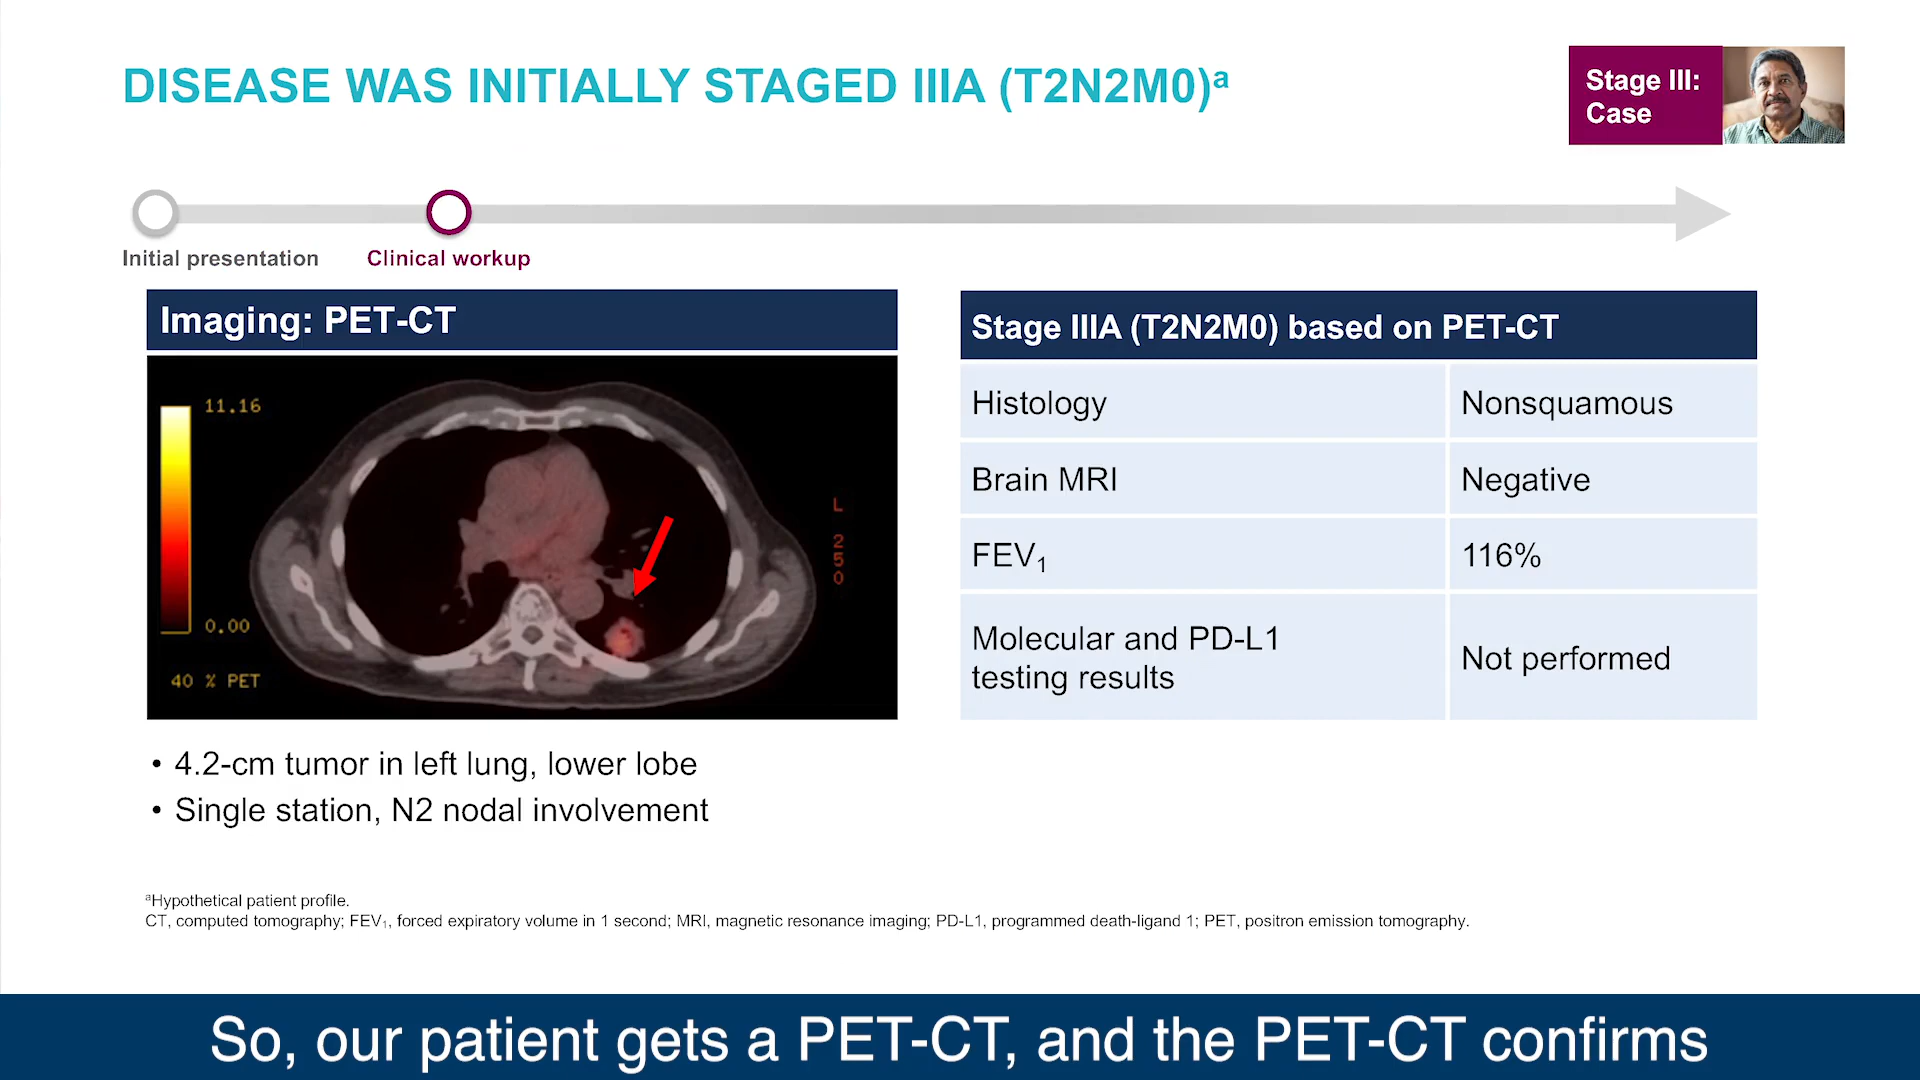 DISEASE WAS INITIALLY STAGED IIIA (T2N2M0)ᵃ
Stage III:
Case
Initial presentation
Clinical workup
Imaging: PET-CT
11.16
0.00
40 % PET
L
250
• 4.2-cm tumor in left lung, lower lobe
• Single station, N2 nodal involvement
Stage IIIA (T2N2M0) based on PET-CT
Histology Nonsquamous
Brain MRI Negative
FEV₁ 116%
Molecular and PD-L1
testing results
Not performed
ᵃHypothetical patient profile.
CT, computed tomography; FEV₁, forced expiratory volume in 1 second; MRI, magnetic resonance imaging; PD-L1, programmed death-ligand 1; PET, positron emission tomography.
So, our patient gets a PET-CT, and the PET-CT confirms